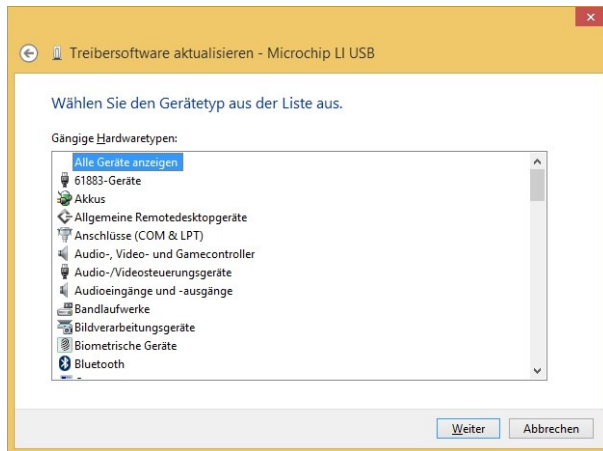 Treibersoftware aktualisieren - Microchip LI USB
Wählen Sie den Gerätetyp aus der Liste aus.
Gängige Hardwaretypen:
Alle Geräte anzeigen
61883-Geräte
Akkus
Allgemeine Remotedesktopgeräte
Anschlüsse (COM & LPT)
Audio-, Video- und Gamecontroller
Audio-/Videosteuerungsgeräte
Audioeingänge und -ausgänge
Bandlaufwerke
Bildverarbeitungsgeräte
Biometrische Geräte
Bluetooth
Weiter Abbrechen